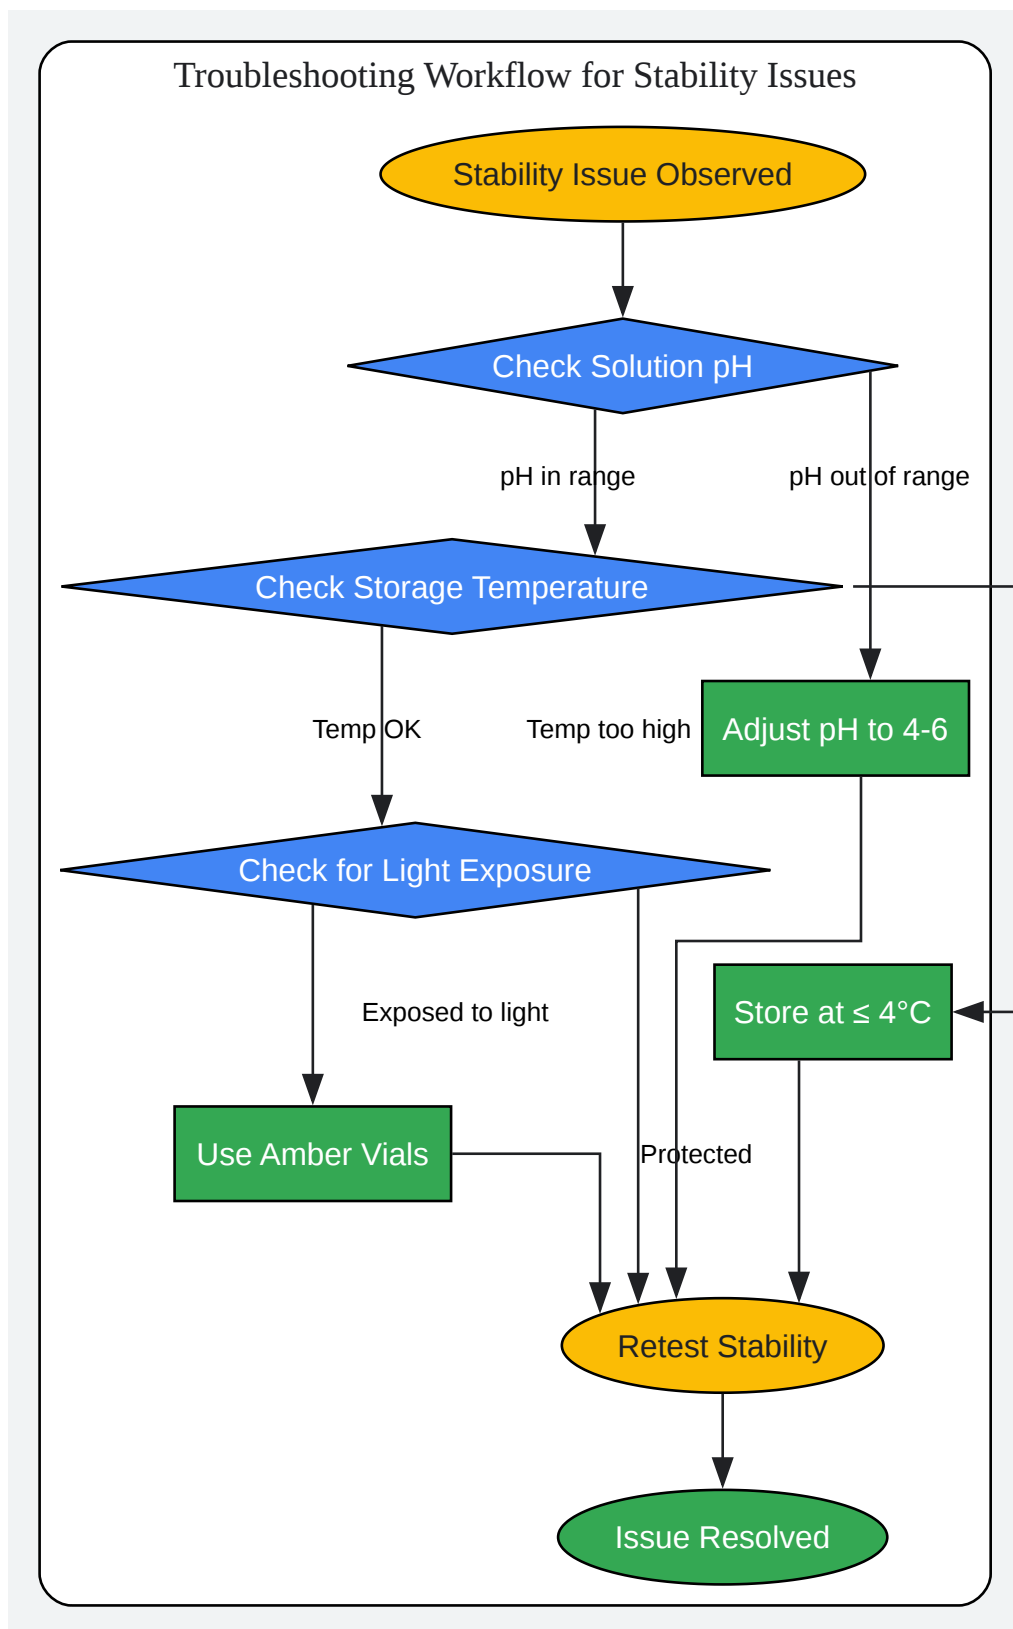 Troubleshooting Workflow for Stability Issues
Stability Issue Observed
Check Solution pH
pH in range
pH out of range
Check Storage Temperature
Temp OK
Temp too high
Adjust pH to 4-6
Check for Light Exposure
Exposed to light
Store at ≤ 4°C
Use Amber Vials
Protected
Retest Stability
Issue Resolved